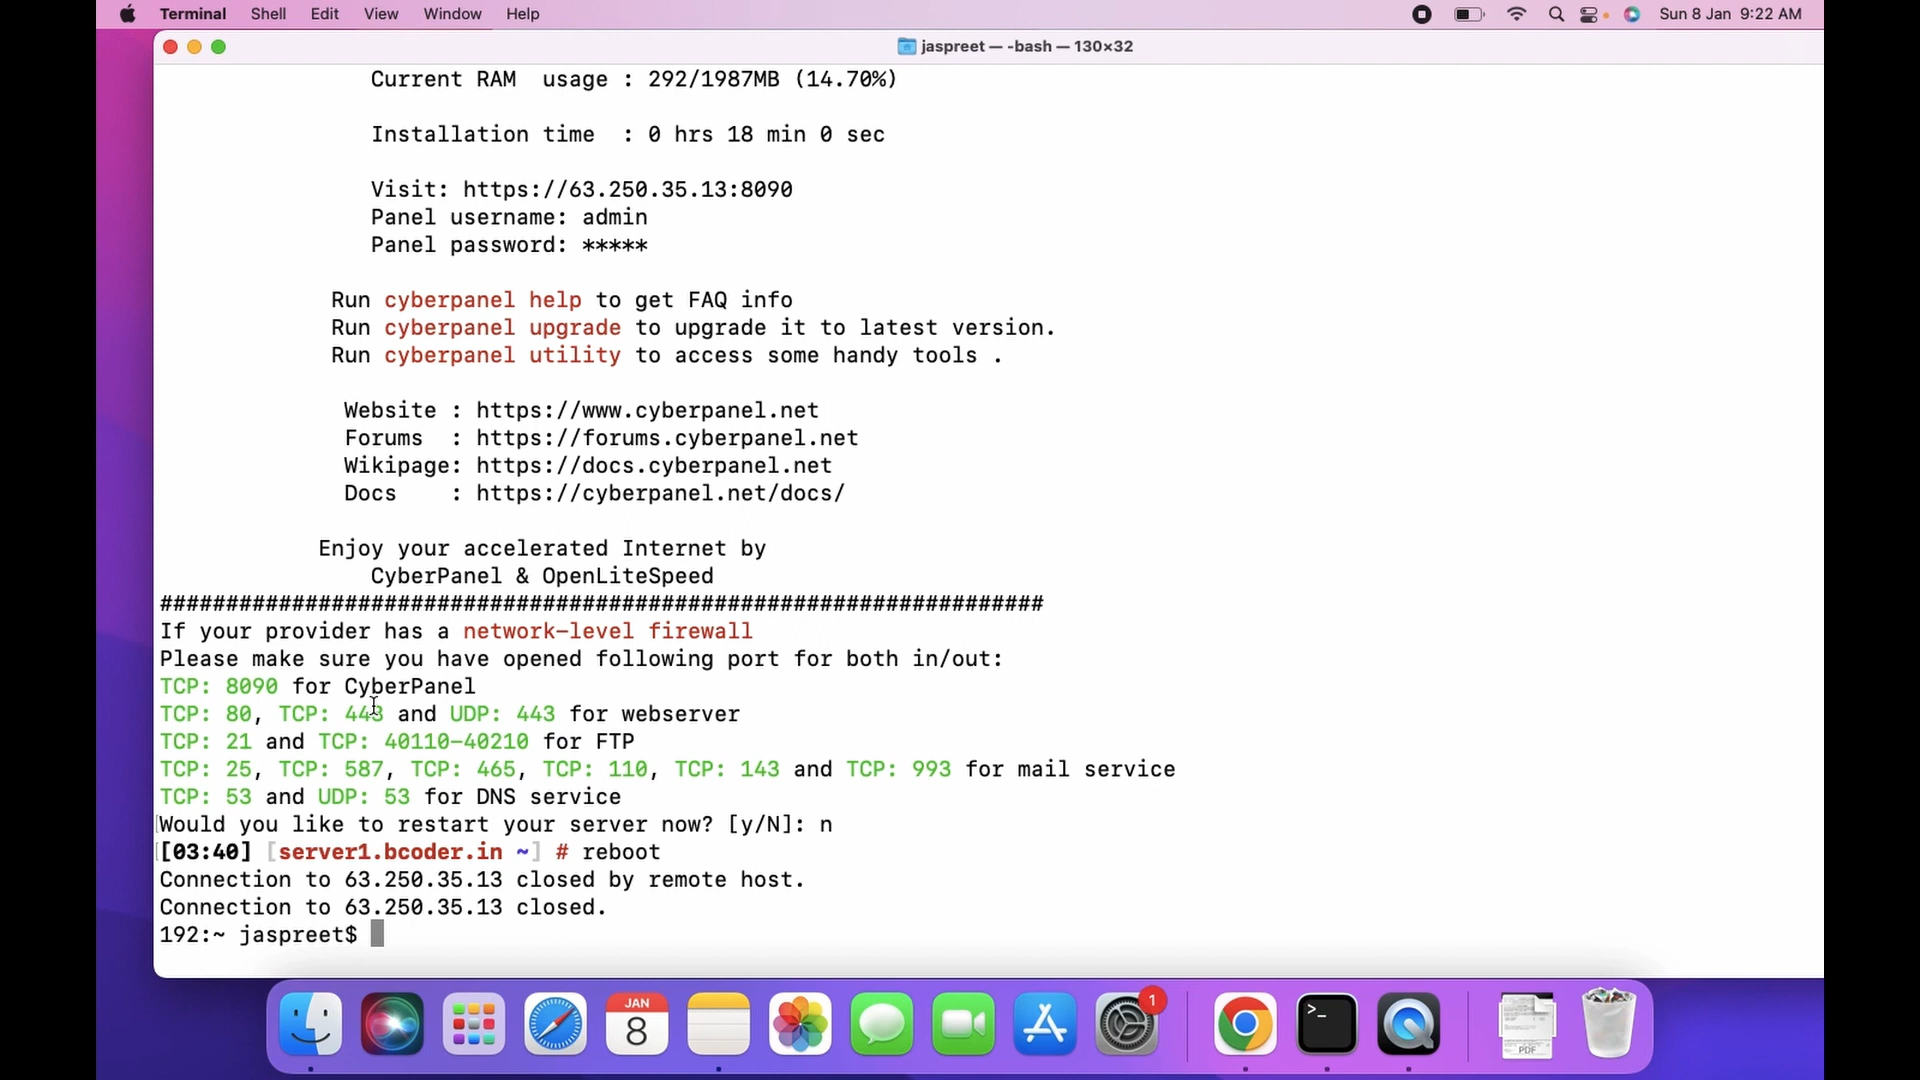 Terminal Shell Edit View Window Help Sun 8 Jan 9:22 AM
jaspreet — -bash — 130×32
Current RAM  usage : 292/1987MB (14.70%)
Installation time  : 0 hrs 18 min 0 sec
Visit: https://63.250.35.13:8090
Panel username: admin
Panel password: *****
Run cyberpanel help to get FAQ info
Run cyberpanel upgrade to upgrade it to latest version.
Run cyberpanel utility to access some handy tools .
Website : https://www.cyberpanel.net
Forums  : https://forums.cyberpanel.net
Wikipage: https://docs.cyberpanel.net
Docs    : https://cyberpanel.net/docs/
Enjoy your accelerated Internet by
CyberPanel & OpenLiteSpeed
###################################################################
If your provider has a network-level firewall
Please make sure you have opened following port for both in/out:
TCP: 8090 for CyberPanel
TCP: 80, TCP: 443 and UDP: 443 for webserver
TCP: 21 and TCP: 40110-40210 for FTP
TCP: 25, TCP: 587, TCP: 465, TCP: 110, TCP: 143 and TCP: 993 for mail service
TCP: 53 and UDP: 53 for DNS service
Would you like to restart your server now? [y/N]: n
[03:40] [server1.bcoder.in ~] # reboot
Connection to 63.250.35.13 closed by remote host.
Connection to 63.250.35.13 closed.
192:~ jaspreet$
JAN
8
1
>_
PDF